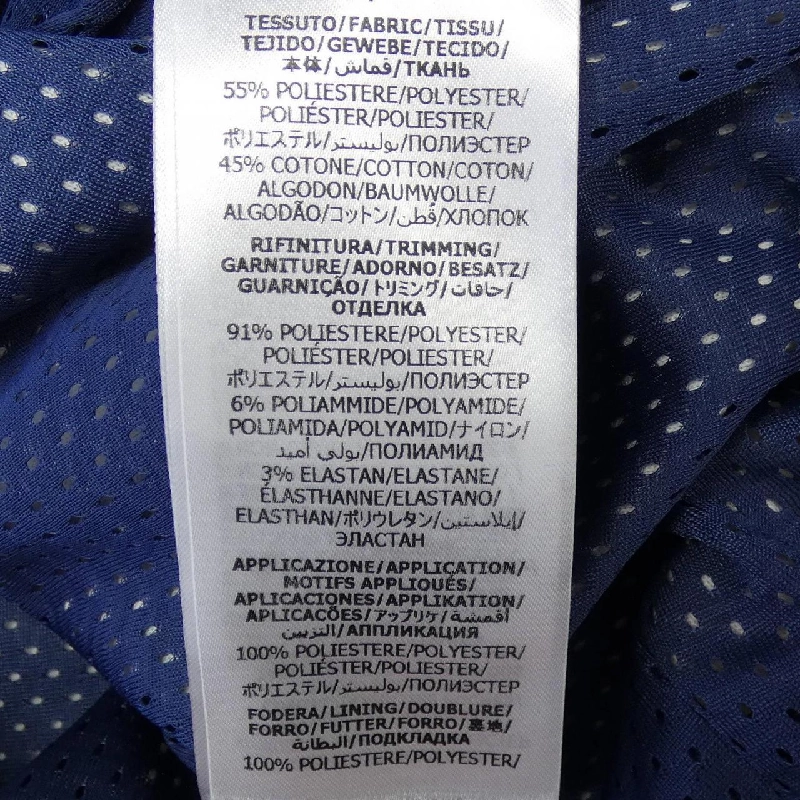 TESSUTO/FABRIC/TISSU/
TEJIDO/GEWEBE/TECIDO/
本体/قماش/ТКАНЬ
55% POLIESTERE/POLYESTER/
POLIÉSTER/POLIESTER/
ポリエステル/بوليستر/ПОЛИЭСТЕР
45% COTONE/COTTON/COTON/
ALGODON/BAUMWOLLE/
ALGODÃO/コットン/قطن/ХЛОПОК
RIFINITURA/TRIMMING/
GARNITURE/ADORNO/BESATZ/
GUARNIÇÃO/トリミング/حافات/
ОТДЕЛКА
91% POLIESTERE/POLYESTER/
POLIÉSTER/POLIESTER/
ポリエステル/بوليستر/ПОЛИЭСТЕР
6% POLIAMMIDE/POLYAMIDE/
POLIAMIDA/POLYAMID/ナイロン/
بولي أميد/ПОЛИАМИД
3% ELASTAN/ELASTANE/
ÉLASTHANNE/ELASTANO/
ELASTHAN/ポリウレタン/إيلاستين/
ЭЛАСТАН
APPLICAZIONE/APPLICATION/
MOTIFS APPLIQUÉS/
APLICACIONES/APPLIKATION/
APLICAÇÕES/アップリケ/أقمشة
التزيين/АППЛИКАЦИЯ
100% POLIESTERE/POLYESTER/
POLIÉSTER/POLIESTER/
ポリエステル/بوليستر/ПОЛИЭСТЕР
FODERA/LINING/DOUBLURE/
FORRO/FUTTER/FORRO/裏地/
البطانة/ПОДКЛАДКА
100% POLIESTERE/POLYESTER/